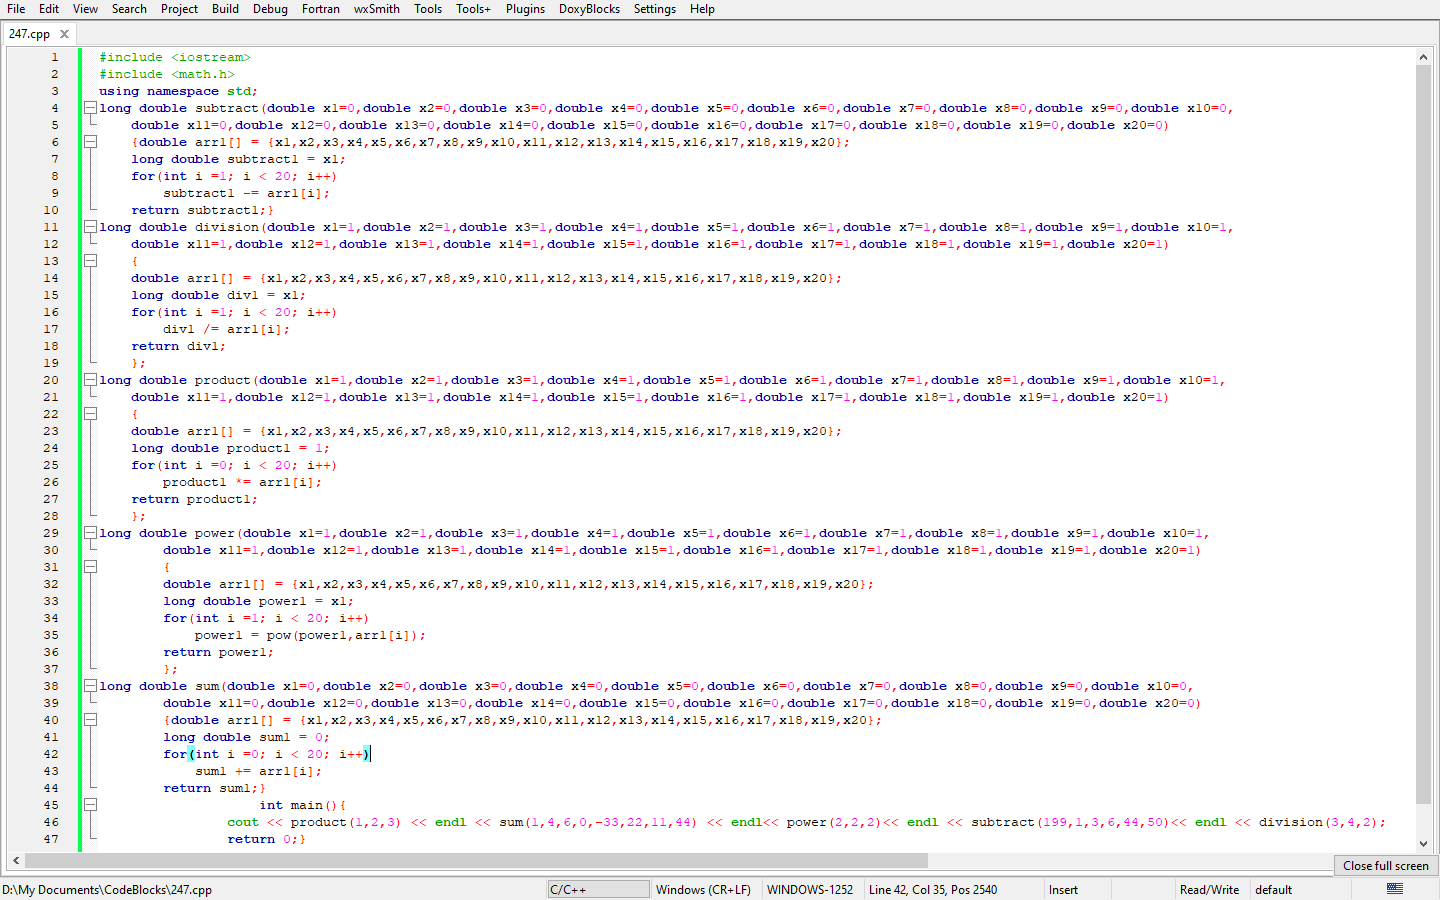 File Edit View Search Project Build Debug Fortran wxSmith Tools Tools+ Plugins DoxyBlocks Settings Help
247.cpp
1 #include <iostream>
2 #include <math.h>
3 using namespace std;
4 long double subtract(double x1=0,double x2=0,double x3=0,double x4=0,double x5=0,double x6=0,double x7=0,double x8=0,double x9=0,double x10=0,
5 double x11=0,double x12=0,double x13=0,double x14=0,double x15=0,double x16=0,double x17=0,double x18=0,double x19=0,double x20=0)
6 {double arr1[] = {x1,x2,x3,x4,x5,x6,x7,x8,x9,x10,x11,x12,x13,x14,x15,x16,x17,x18,x19,x20};
7 long double subtract1 = x1;
8 for(int i =1; i < 20; i++)
9 subtract1 -= arr1[i];
10 return subtract1;}
11 long double division(double x1=1,double x2=1,double x3=1,double x4=1,double x5=1,double x6=1,double x7=1,double x8=1,double x9=1,double x10=1,
12 double x11=1,double x12=1,double x13=1,double x14=1,double x15=1,double x16=1,double x17=1,double x18=1,double x19=1,double x20=1)
13 {
14 double arr1[] = {x1,x2,x3,x4,x5,x6,x7,x8,x9,x10,x11,x12,x13,x14,x15,x16,x17,x18,x19,x20};
15 long double div1 = x1;
16 for(int i =1; i < 20; i++)
17 div1 /= arr1[i];
18 return div1;
19 };
20 long double product(double x1=1,double x2=1,double x3=1,double x4=1,double x5=1,double x6=1,double x7=1,double x8=1,double x9=1,double x10=1,
21 double x11=1,double x12=1,double x13=1,double x14=1,double x15=1,double x16=1,double x17=1,double x18=1,double x19=1,double x20=1)
22 {
23 double arr1[] = {x1,x2,x3,x4,x5,x6,x7,x8,x9,x10,x11,x12,x13,x14,x15,x16,x17,x18,x19,x20};
24 long double product1 = 1;
25 for(int i =0; i < 20; i++)
26 product1 *= arr1[i];
27 return product1;
28 };
29 long double power(double x1=1,double x2=1,double x3=1,double x4=1,double x5=1,double x6=1,double x7=1,double x8=1,double x9=1,double x10=1,
30 double x11=1,double x12=1,double x13=1,double x14=1,double x15=1,double x16=1,double x17=1,double x18=1,double x19=1,double x20=1)
31 {
32 double arr1[] = {x1,x2,x3,x4,x5,x6,x7,x8,x9,x10,x11,x12,x13,x14,x15,x16,x17,x18,x19,x20};
33 long double power1 = x1;
34 for(int i =1; i < 20; i++)
35 power1 = pow(power1,arr1[i]);
36 return power1;
37 };
38 long double sum(double x1=0,double x2=0,double x3=0,double x4=0,double x5=0,double x6=0,double x7=0,double x8=0,double x9=0,double x10=0,
39 double x11=0,double x12=0,double x13=0,double x14=0,double x15=0,double x16=0,double x17=0,double x18=0,double x19=0,double x20=0)
40 {double arr1[] = {x1,x2,x3,x4,x5,x6,x7,x8,x9,x10,x11,x12,x13,x14,x15,x16,x17,x18,x19,x20};
41 long double sum1 = 0;
42 for(int i =0; i < 20; i++)
43 sum1 += arr1[i];
44 return sum1;}
45 int main(){
46 cout << product(1,2,3) << endl << sum(1,4,6,0,-33,22,11,44) << endl<< power(2,2,2)<< endl << subtract(199,1,3,6,44,50)<< endl << division(3,4,2);
47 return 0;}
Close full screen
D:\My Documents\CodeBlocks\247.cpp C/C++ Windows (CR+LF) WINDOWS-1252 Line 42, Col 35, Pos 2540 Insert Read/Write default